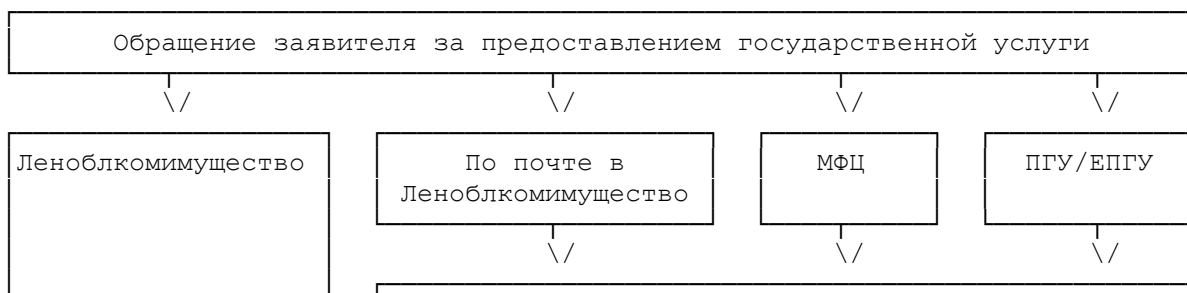 Обращение заявителя за предоставлением государственной услуги
Леноблкомимущество
По почте в
Леноблкомимущество
МФЦ
ПГУ/ЕПГУ